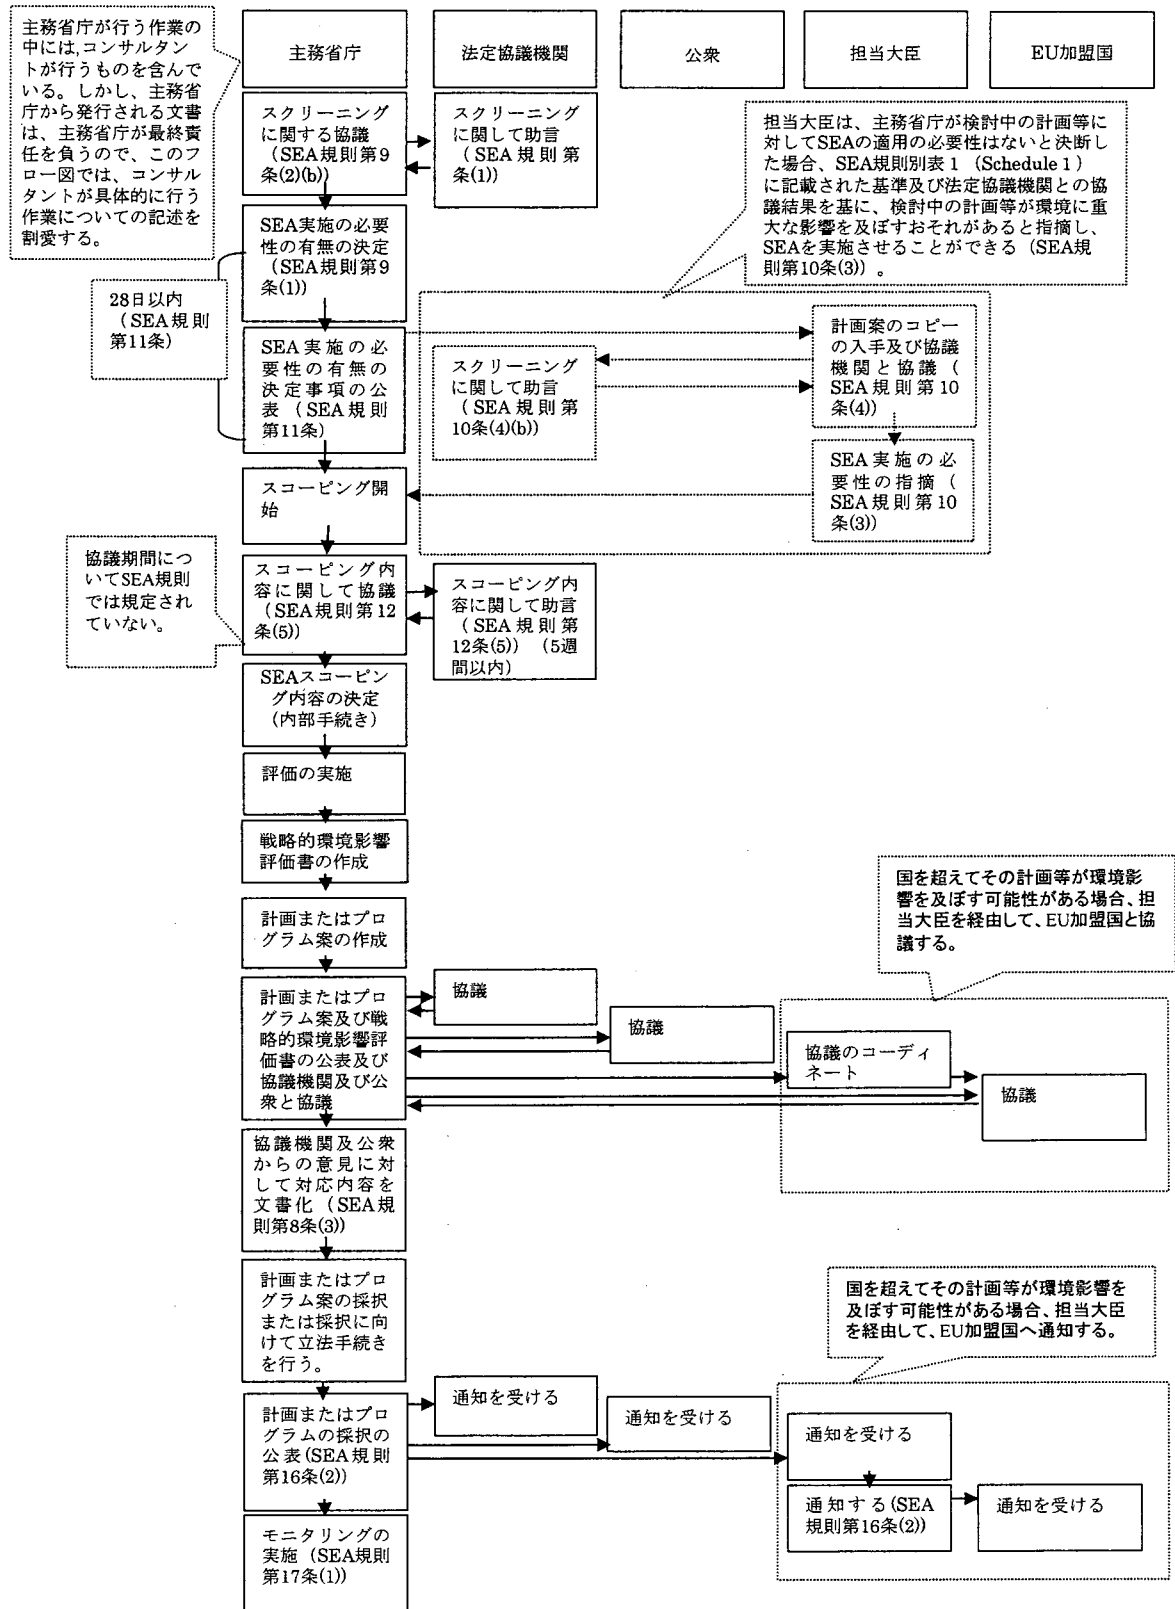 主務省庁が行う作業の
中には,コンサルタン
トが行うものを含んで
いる。しかし、主務省
庁から発行される文書
は、主務省庁が最終責
任を負うので、このフ
ロー図では、コンサル
タントが具体的に行う
作業についての記述を
割愛する。
主務省庁
法定協議機関
公衆
担当大臣
EU加盟国
スクリーニング
に関する協議
(SEA規則第9
条(2)(b))
スクリーニング
に関して助言
(SEA規則第9
条(1))
担当大臣は、主務省庁が検討中の計画等に
対してSEAの適用の必要性はないと決断し
た場合、SEA規則別表1 (Schedule 1)
に記載された基準及び法定協議機関との協
議結果を基に、検討中の計画等が環境に重
大な影響を及ぼすおそれがあると指摘し、
SEAを実施させることができる(SEA規
則第10条(3))。
SEA実施の必要
性の有無の決定
(SEA規則第9
条(1))
28日以内
(SEA規則
第11条)
SEA実施の必
要性の有無の
決定事項の公
表(SEA規則
第11条)
スクリーニング
に関して助言
(SEA規則第
10条(4)(b))
計画案のコピー
の入手及び協議
機関と協議(
SEA規則第10
条(4))
SEA実施の必
要性の指摘(
SEA規則第10
条(3))
スコーピング開
始
協議期間につ
いてSEA規則
では規定され
ていない。
スコーピング内
容に関して協議
(SEA規則第12
条(5))
スコーピング内
容に関して助言
(SEA規則第
12条(5)) (5週
間以内)
SEAスコーピン
グ内容の決定
(内部手続き)
評価の実施
戦略的環境影響
評価書の作成
計画またはプロ
グラム案の作成
国を超えてその計画等が環境影
響を及ぼす可能性がある場合、担
当大臣を経由して、EU加盟国と協
議する。
計画またはプロ
グラム案及び戦
略的環境影響評
価書の公表及び
協議機関及び公
衆と協議
協議
協議
協議のコーディ
ネート
協議
協議機関及公衆
からの意見に対
して対応内容を
文書化(SEA規
則第8条(3))
計画またはプロ
グラム案の採択
または採択に向
けて立法手続き
を行う。
国を超えてその計画等が環境影響を
及ぼす可能性がある場合、担当大臣
を経由して、EU加盟国へ通知する。
計画またはプロ
グラムの採択の
公表(SEA規則
第16条(2))
通知を受ける
通知を受ける
通知を受ける
通知する(SEA
規則第16条(2))
通知を受ける
モニタリングの
実施(SEA規則
第17条(1))